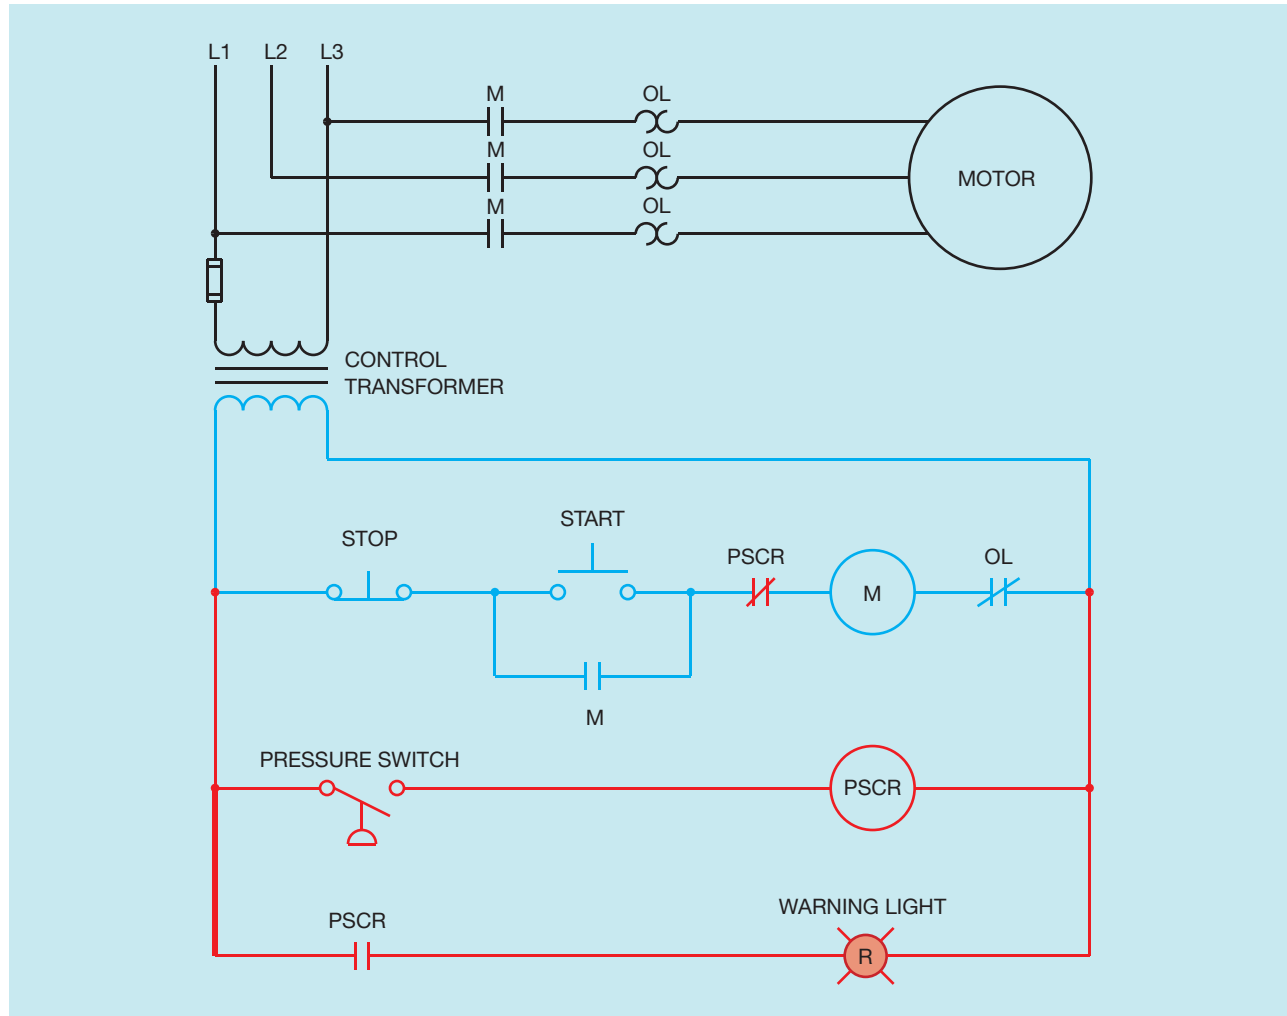 L1 L2 L3
M OL
M OL
MOTOR
M OL
CONTROL
TRANSFORMER
START
STOP
PSCR
OL
M
M
PRESSURE SWITCH
PSCR
WARNING LIGHT
PSCR
R